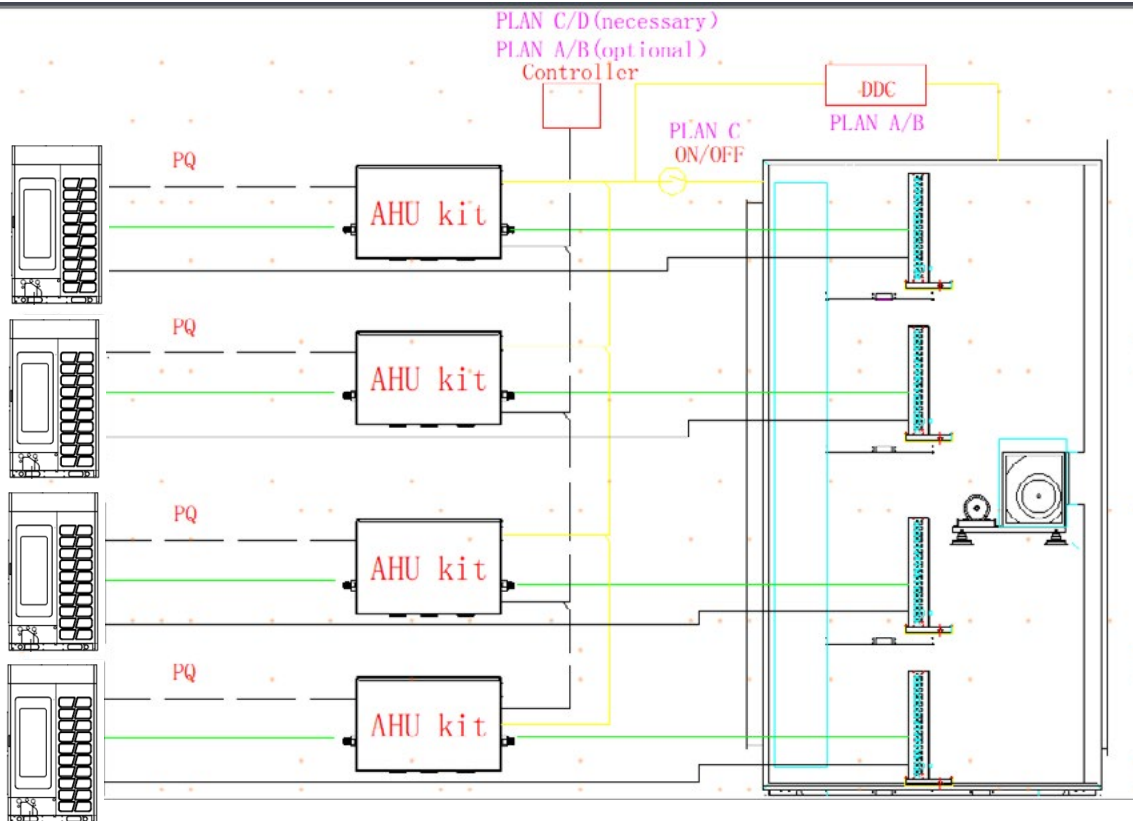 PLAN C/D(necessary)
PLAN A/B(optional)
Controller
DDC
PLAN A/B
PLAN C
ON/OFF
PQ
AHU kit
PQ
AHU kit
PQ
AHU kit
PQ
AHU kit